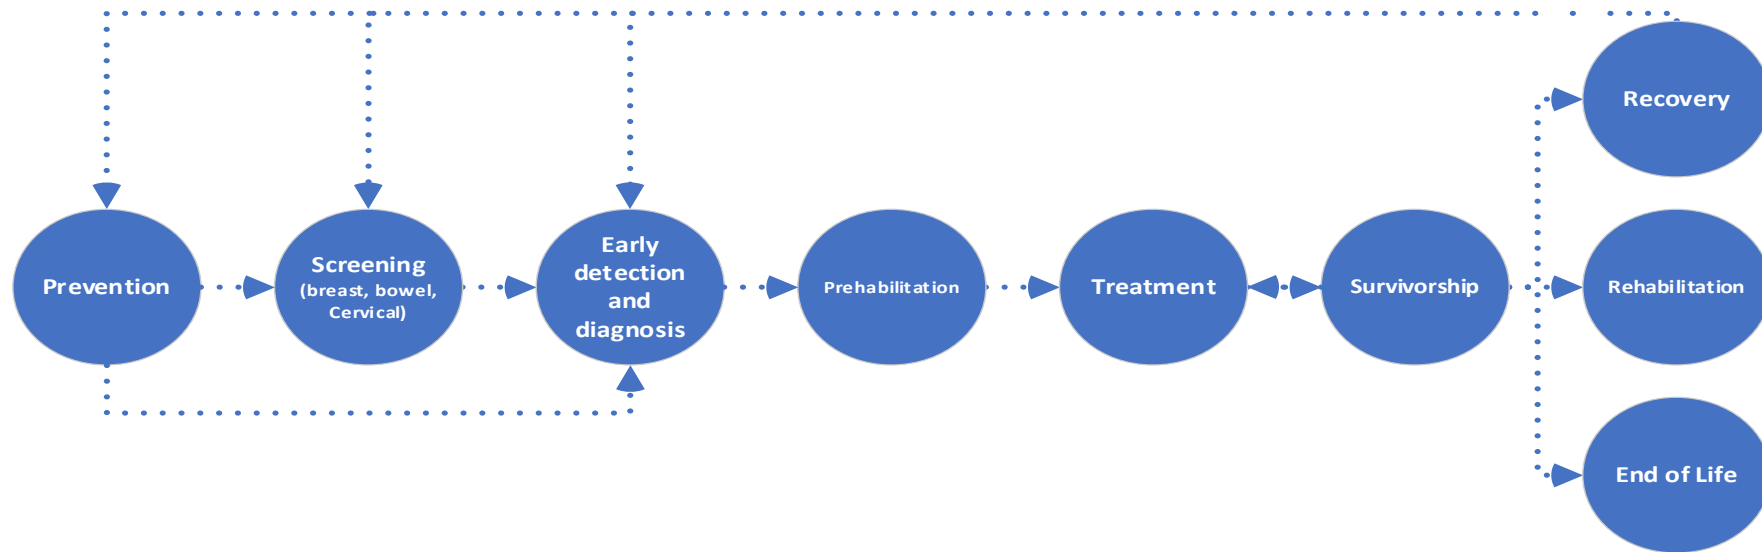 Prevention
Screening
(breast, bowel,
Cervical)
Early
detection
and
diagnosis
Prehabilitation
Treatment
Survivorship
Recovery
Rehabilitation
End of Life